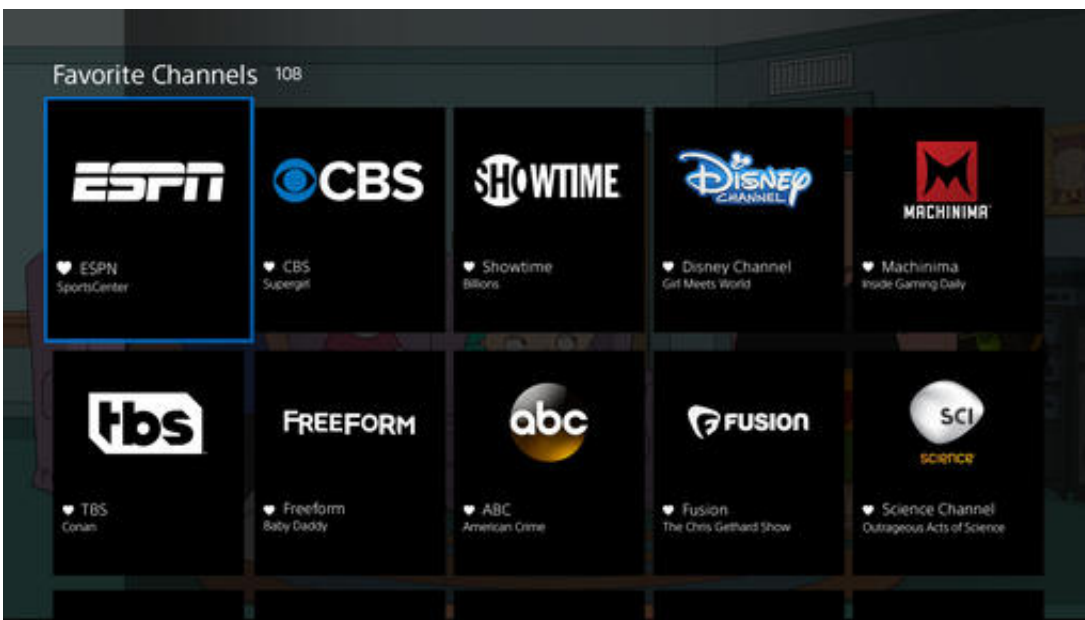 Favorite Channels 108
ESPN
CBS
SHOWTIME
Disney
CHANNEL
MACHINIMA
ESPN
SportsCenter
CBS
Supergirl
Showtime
Billions
Disney Channel
Girl Meets World
Machinima
Inside Gaming Daily
tbs
FREEFORM
abc
FUSION
SCI
SCIENCE
TBS
Conan
Freeform
Baby Daddy
ABC
American Crime
Fusion
The Chris Gethard Show
Science Channel
Outrageous Acts of Science